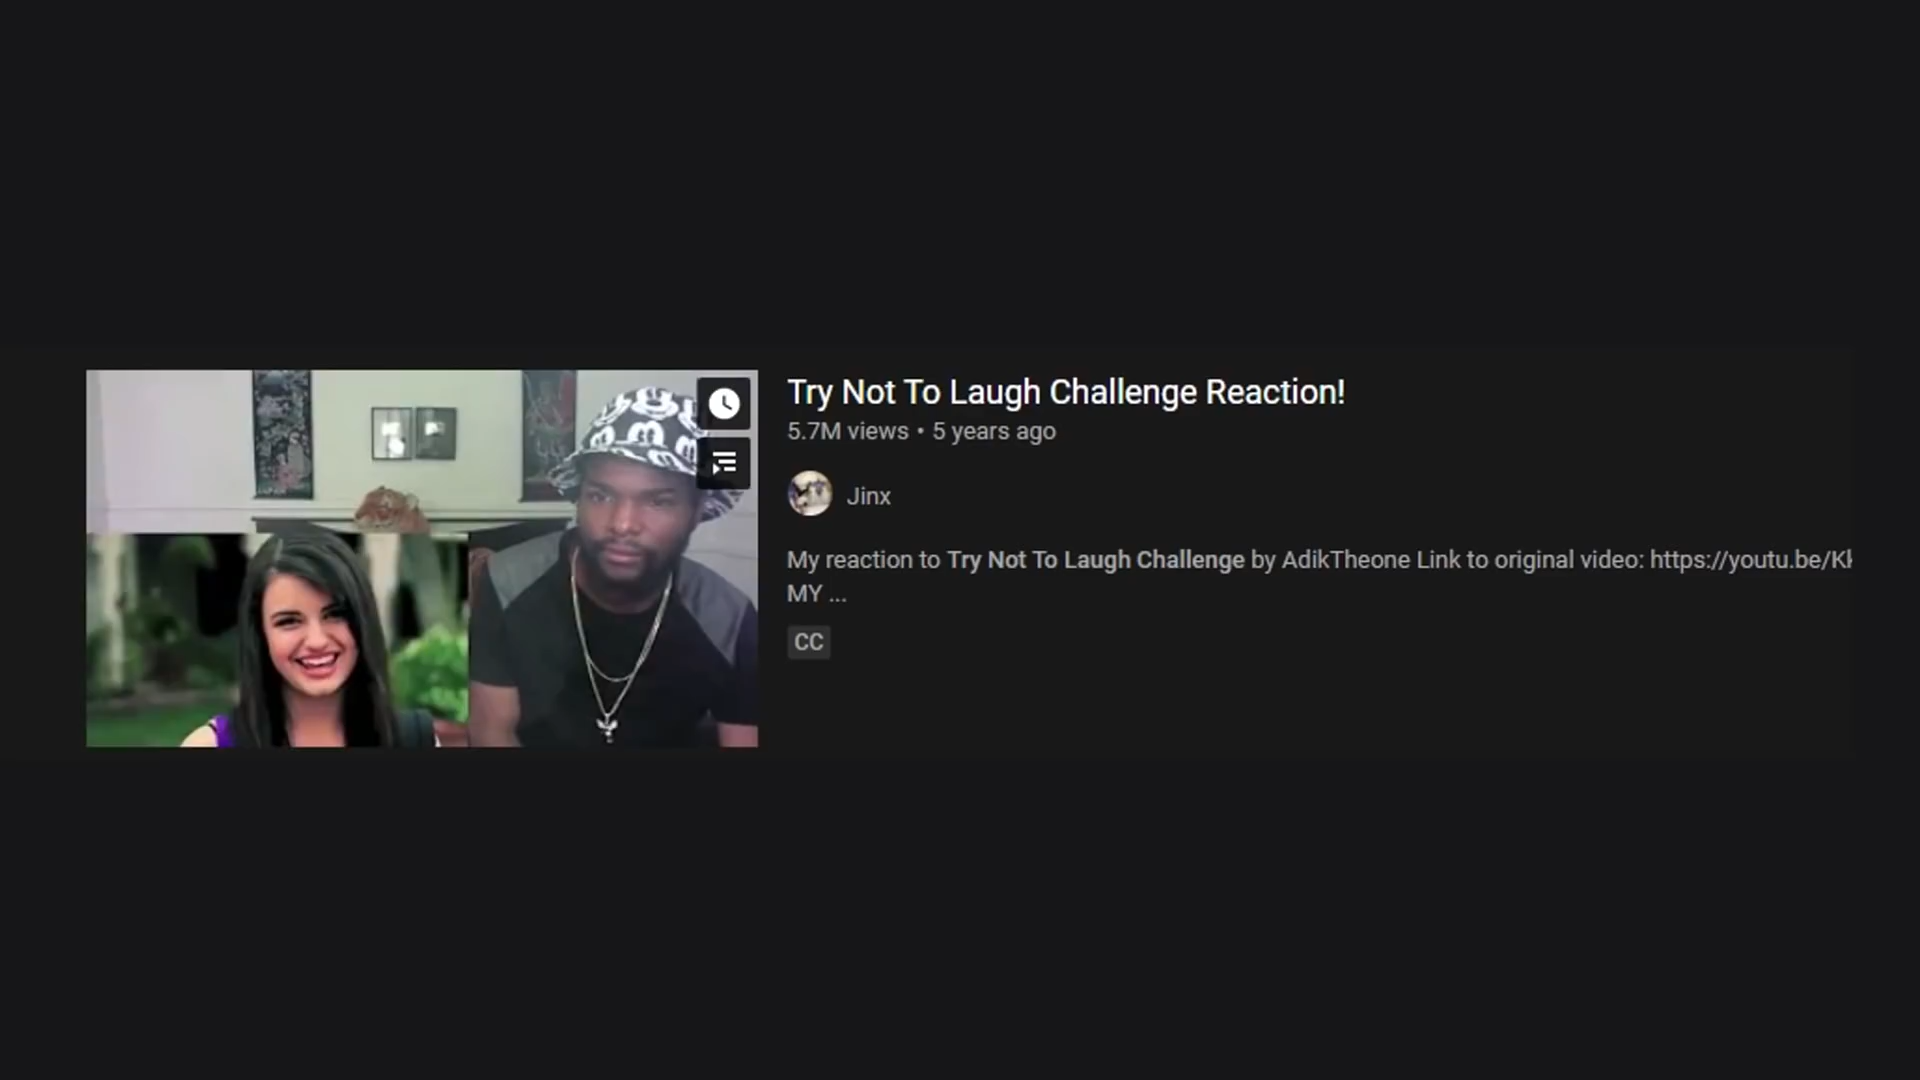 Try Not To Laugh Challenge Reaction!
5.7M views • 5 years ago
Jinx
My reaction to Try Not To Laugh Challenge by AdikTheone Link to original video: https://youtu.be/Kk
MY ...
CC